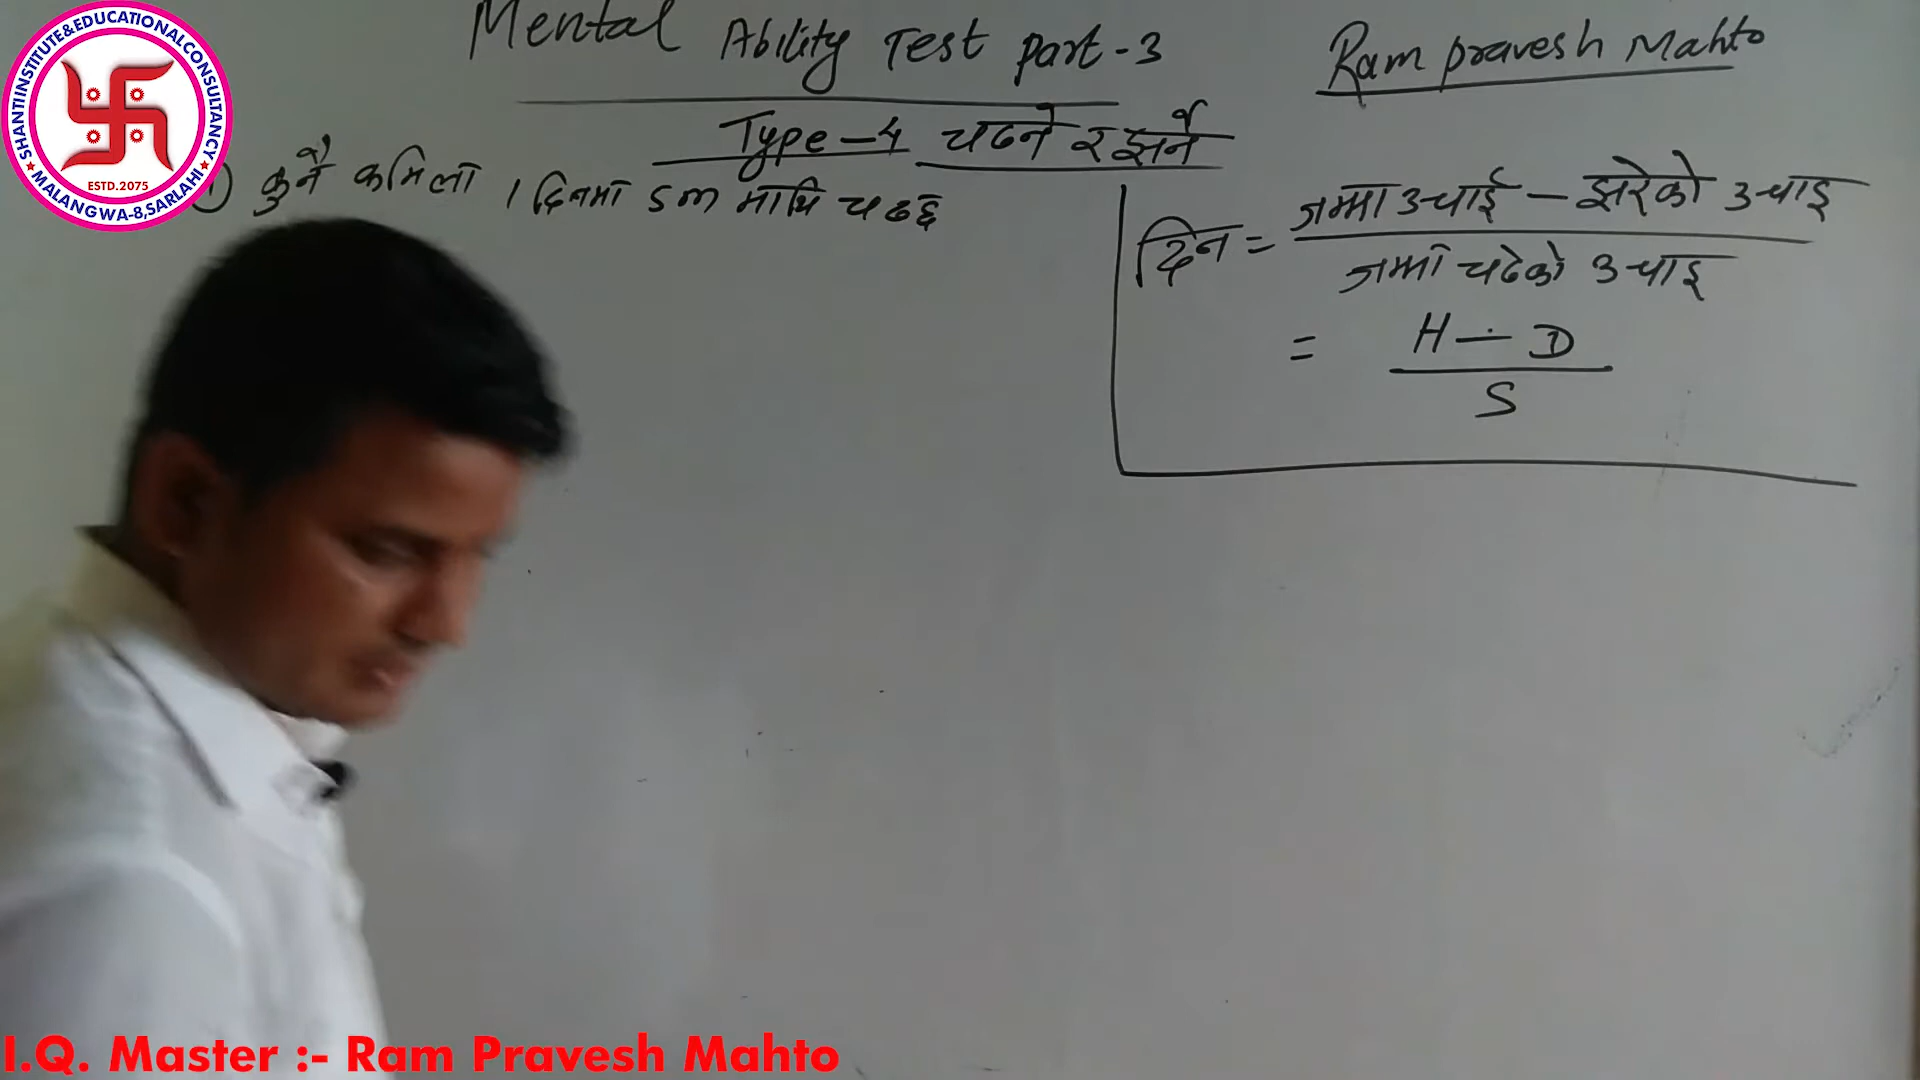 Mental Ability Test part-3
Ram pravesh Mahto
Type-4 चढ्ने र झर्ने
1) कुनै कमिला 1 दिनमा 5m माथि चढछ
दिन = जम्मा उचाई - झरेको उचाइ
जम्मा चढेको उचाइ
= H - D
S
SHANTI INSTITUTE & EDUCATIONAL CONSULTANCY
ESTD.2075
MALANGWA-8, SARLAHI
I.Q. Master :- Ram Pravesh Mahto